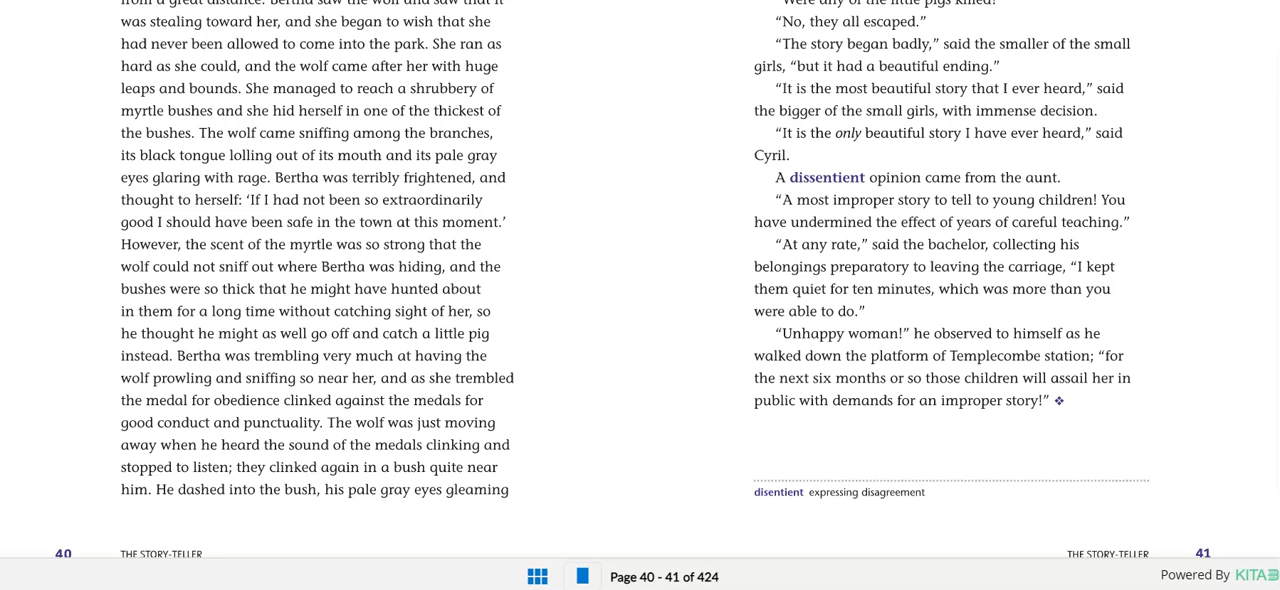 from a great distance. Bertha saw the wolf and saw that it
was stealing toward her, and she began to wish that she
had never been allowed to come into the park. She ran as
hard as she could, and the wolf came after her with huge
leaps and bounds. She managed to reach a shrubbery of
myrtle bushes and she hid herself in one of the thickest of
the bushes. The wolf came sniffing among the branches,
its black tongue lolling out of its mouth and its pale gray
eyes glaring with rage. Bertha was terribly frightened, and
thought to herself: ‘If I had not been so extraordinarily
good I should have been safe in the town at this moment.’
However, the scent of the myrtle was so strong that the
wolf could not sniff out where Bertha was hiding, and the
bushes were so thick that he might have hunted about
in them for a long time without catching sight of her, so
he thought he might as well go off and catch a little pig
instead. Bertha was trembling very much at having the
wolf prowling and sniffing so near her, and as she trembled
the medal for obedience clinked against the medals for
good conduct and punctuality. The wolf was just moving
away when he heard the sound of the medals clinking and
stopped to listen; they clinked again in a bush quite near
him. He dashed into the bush, his pale gray eyes gleaming
40 THE STORY-TELLER
“Were any of the little pigs killed?”
“No, they all escaped.”
“The story began badly,” said the smaller of the small
girls, “but it had a beautiful ending.”
“It is the most beautiful story that I ever heard,” said
the bigger of the small girls, with immense decision.
“It is the only beautiful story I have ever heard,” said
Cyril.
A dissentient opinion came from the aunt.
“A most improper story to tell to young children! You
have undermined the effect of years of careful teaching.”
“At any rate,” said the bachelor, collecting his
belongings preparatory to leaving the carriage, “I kept
them quiet for ten minutes, which was more than you
were able to do.”
“Unhappy woman!” he observed to himself as he
walked down the platform of Templecombe station; “for
the next six months or so those children will assail her in
public with demands for an improper story!” ❖
disentient expressing disagreement
THE STORY-TELLER 41
Page 40 - 41 of 424
Powered By KITAB